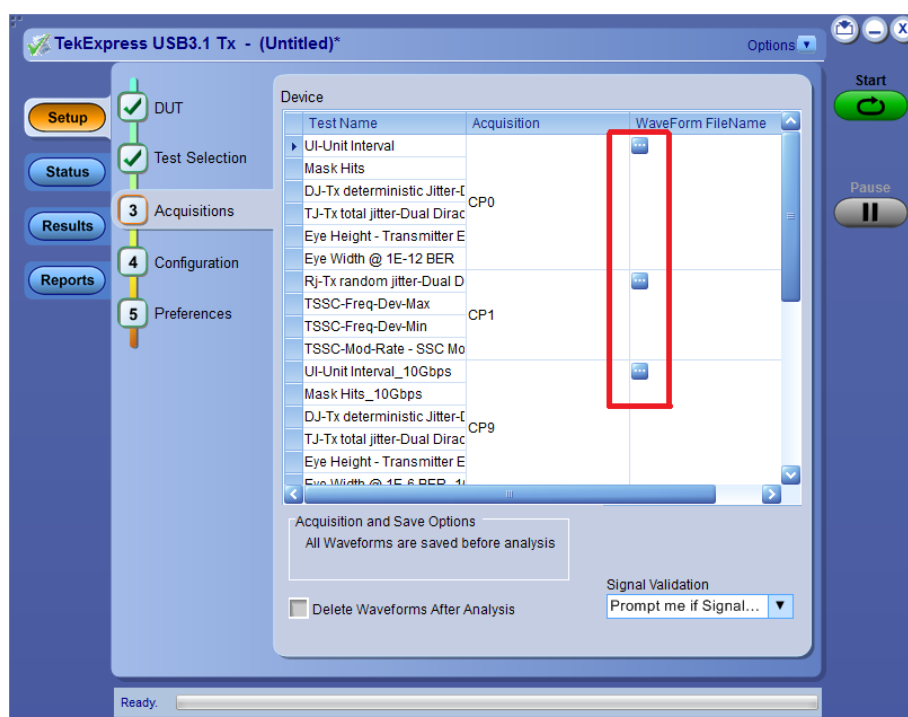 TekExpress USB3.1 Tx - (Untitled)*
Options
X
Start
Pause
Setup
Status
Results
Reports
DUT
Test Selection
3 Acquisitions
4 Configuration
5 Preferences
Device
Test Name Acquisition WaveForm FileName
UI-Unit Interval
Mask Hits
DJ-Tx deterministic Jitter-D
CP0
TJ-Tx total jitter-Dual Dirac
Eye Height - Transmitter E
Eye Width @ 1E-12 BER
Rj-Tx random jitter-Dual D
TSSC-Freq-Dev-Max
CP1
TSSC-Freq-Dev-Min
TSSC-Mod-Rate - SSC Mo
UI-Unit Interval_10Gbps
Mask Hits_10Gbps
DJ-Tx deterministic Jitter-D
CP9
TJ-Tx total jitter-Dual Dirac
Eye Height - Transmitter E
Eye Width @ 1E-6 BER_1
Acquisition and Save Options
All Waveforms are saved before analysis
Delete Waveforms After Analysis
Signal Validation
Prompt me if Signal...
Ready.